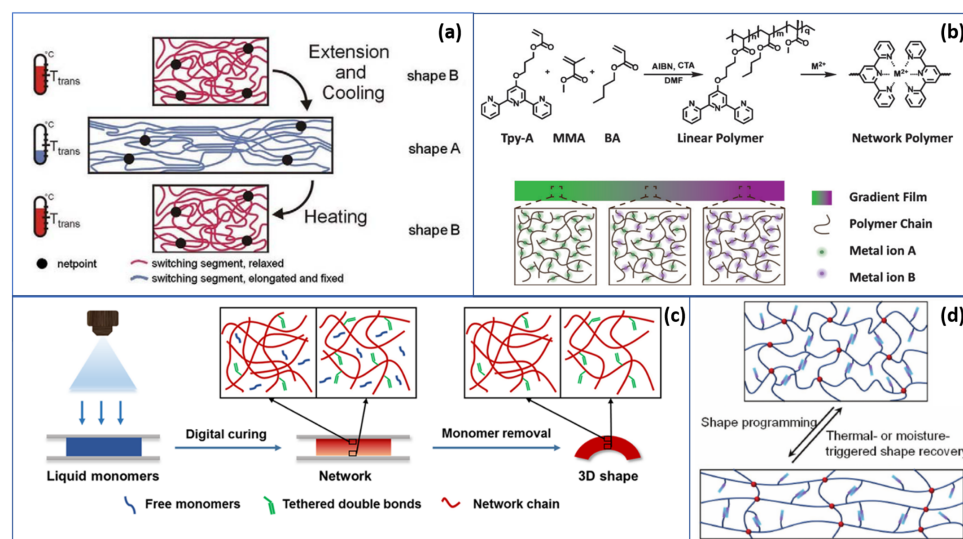 (a)
°C
T trans
Extension
and
Cooling
shape B
°C
T trans
shape A
°C
T trans
Heating
shape B
netpoint
switching segment, relaxed
switching segment, elongated and fixed
(b)
O
O
O
N
N
N
+
O
O
+
O
O
AIBN, CTA
DMF
M²⁺
Tpy-A
MMA
BA
Linear Polymer
Network Polymer
Gradient Film
Polymer Chain
Metal ion A
Metal ion B
(c)
Digital curing
Monomer removal
Liquid monomers
Network
3D shape
Free monomers
Tethered double bonds
Network chain
(d)
Shape programming
Thermal- or moisture-
triggered shape recovery